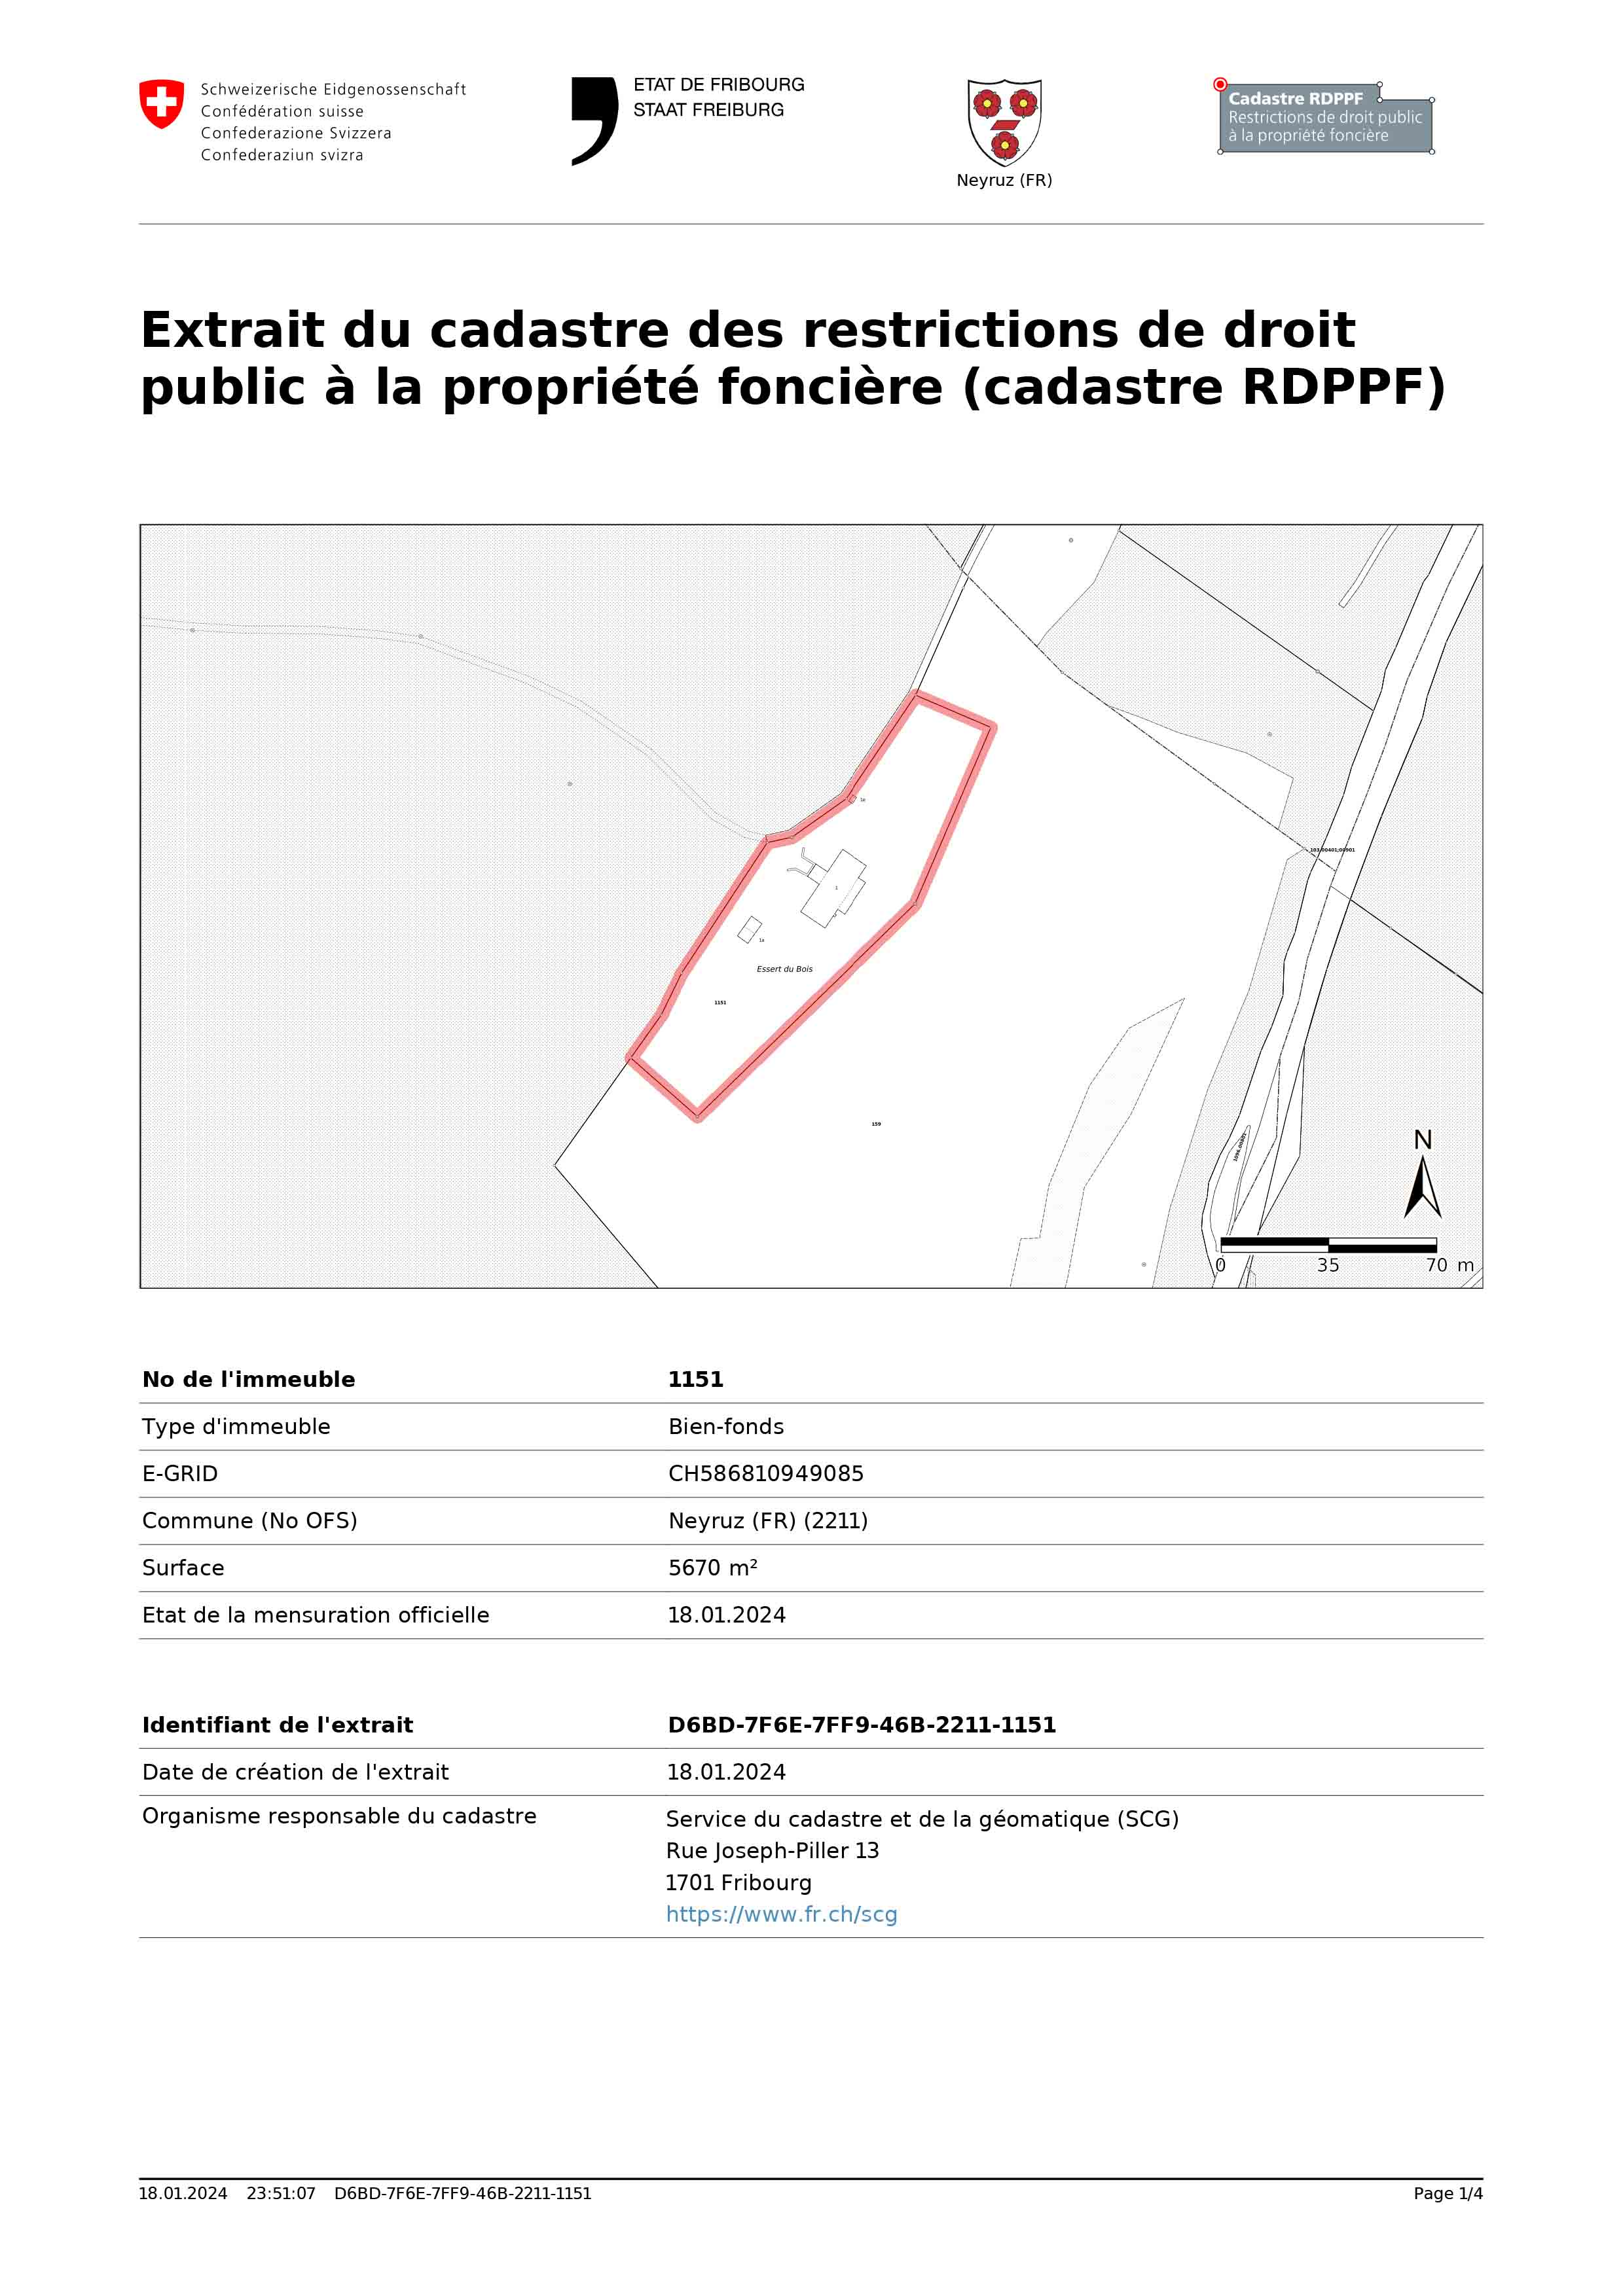 Schweizerische Eidgenossenschaft
Confédération suisse
Confederazione Svizzera
Confederaziun svizra
ETAT DE FRIBOURG
STAAT FREIBURG
Neyruz (FR)
Cadastre RDPPF
Restrictions de droit public
à la propriété foncière
Extrait du cadastre des restrictions de droit
public à la propriété foncière (cadastre RDPPF)
1
1a
Essert du Bois
1151
159
N
0 35 70 m
No de l'immeuble 1151
Type d'immeuble Bien-fonds
E-GRID CH586810949085
Commune (No OFS) Neyruz (FR) (2211)
Surface 5670 m²
Etat de la mensuration officielle 18.01.2024
Identifiant de l'extrait D6BD-7F6E-7FF9-46B-2211-1151
Date de création de l'extrait 18.01.2024
Organisme responsable du cadastre Service du cadastre et de la géomatique (SCG)
Rue Joseph-Piller 13
1701 Fribourg
https://www.fr.ch/scg
18.01.2024 23:51:07 D6BD-7F6E-7FF9-46B-2211-1151 Page 1/4